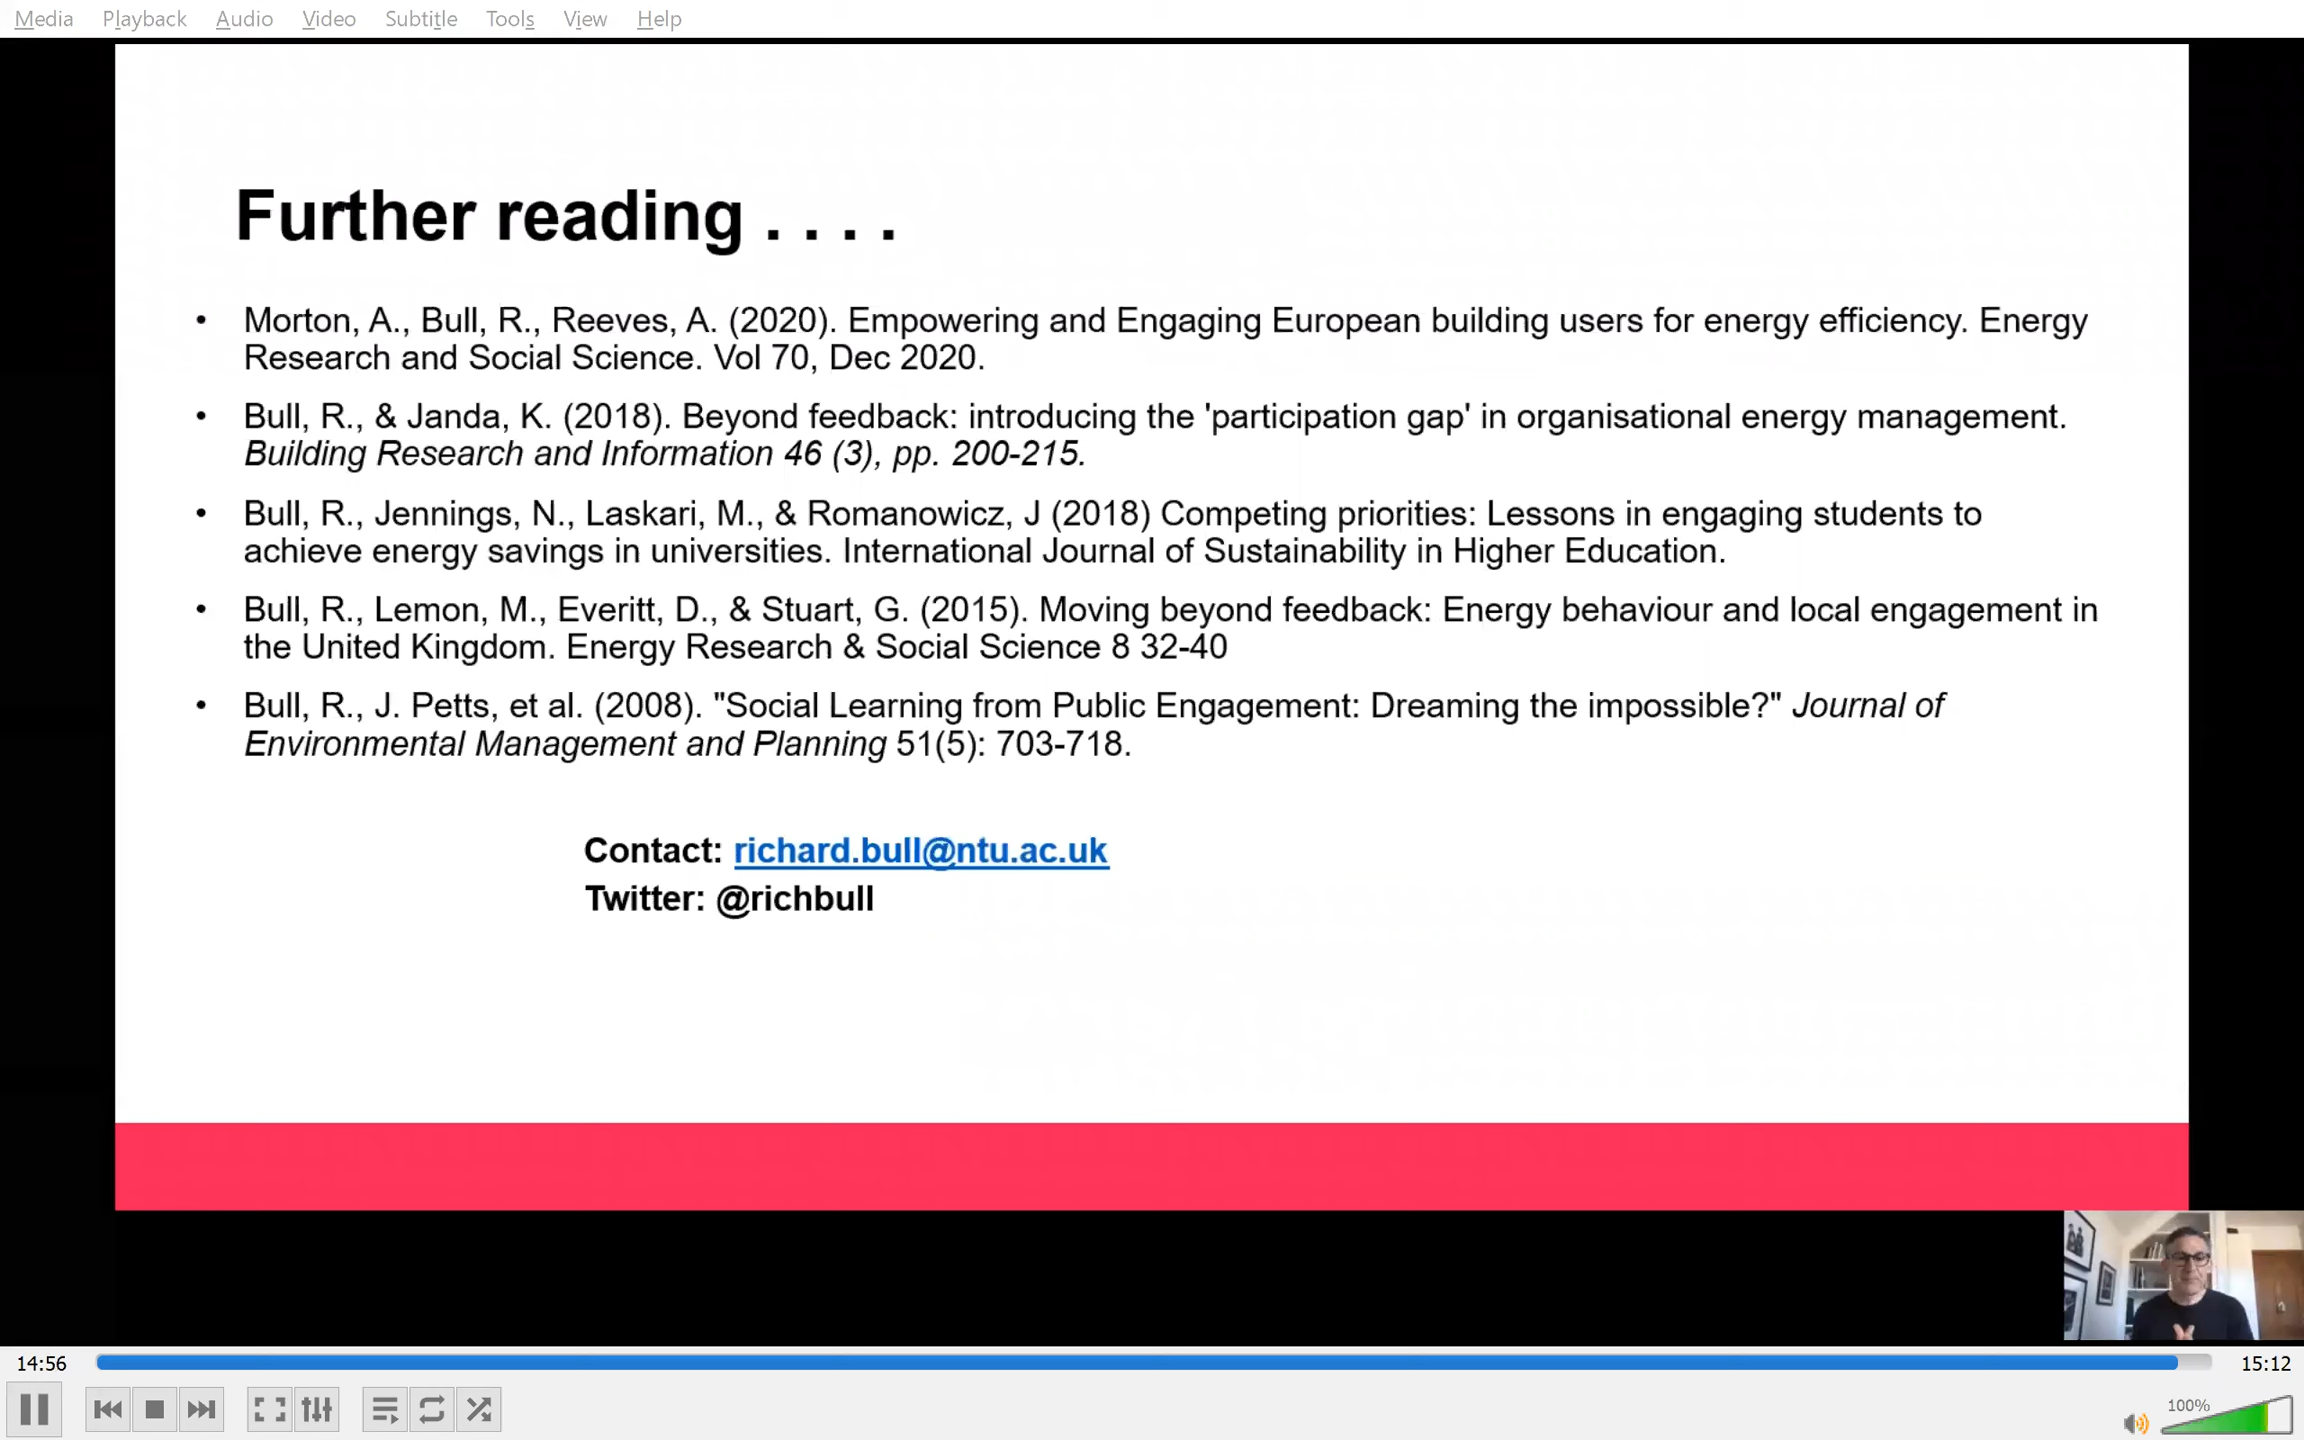 Media Playback Audio Video Subtitle Tools View Help
Further reading . . . .
• Morton, A., Bull, R., Reeves, A. (2020). Empowering and Engaging European building users for energy efficiency. Energy
Research and Social Science. Vol 70, Dec 2020.
• Bull, R., & Janda, K. (2018). Beyond feedback: introducing the 'participation gap' in organisational energy management.
Building Research and Information 46 (3), pp. 200-215.
• Bull, R., Jennings, N., Laskari, M., & Romanowicz, J (2018) Competing priorities: Lessons in engaging students to
achieve energy savings in universities. International Journal of Sustainability in Higher Education.
• Bull, R., Lemon, M., Everitt, D., & Stuart, G. (2015). Moving beyond feedback: Energy behaviour and local engagement in
the United Kingdom. Energy Research & Social Science 8 32-40
• Bull, R., J. Petts, et al. (2008). "Social Learning from Public Engagement: Dreaming the impossible?" Journal of
Environmental Management and Planning 51(5): 703-718.
Contact: richard.bull@ntu.ac.uk
Twitter: @richbull
14:56 15:12
100%